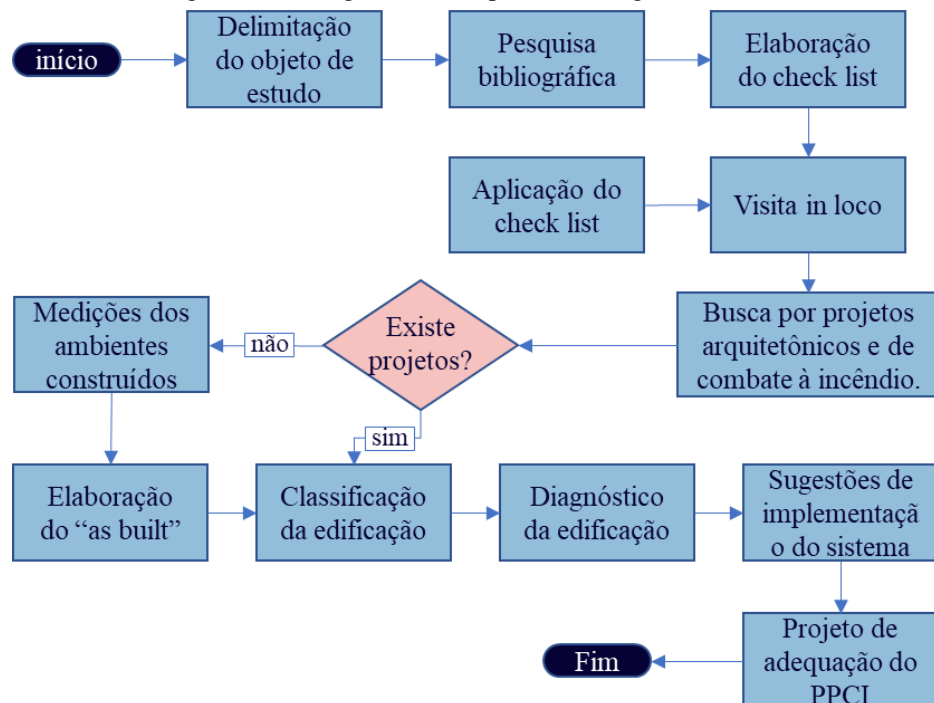 início
Delimitação
do objeto de
estudo
Pesquisa
bibliográfica
Elaboração
do check list
Aplicação do
check list
Visita in loco
Busca por projetos
arquitetônicos e de
combate à incêndio.
Existe
projetos?
não
sim
Medições dos
ambientes
construídos
Elaboração
do “as built”
Classificação
da edificação
Diagnóstico
da edificação
Sugestões de
implementaçã
o do sistema
Projeto de
adequação do
PPCI
Fim